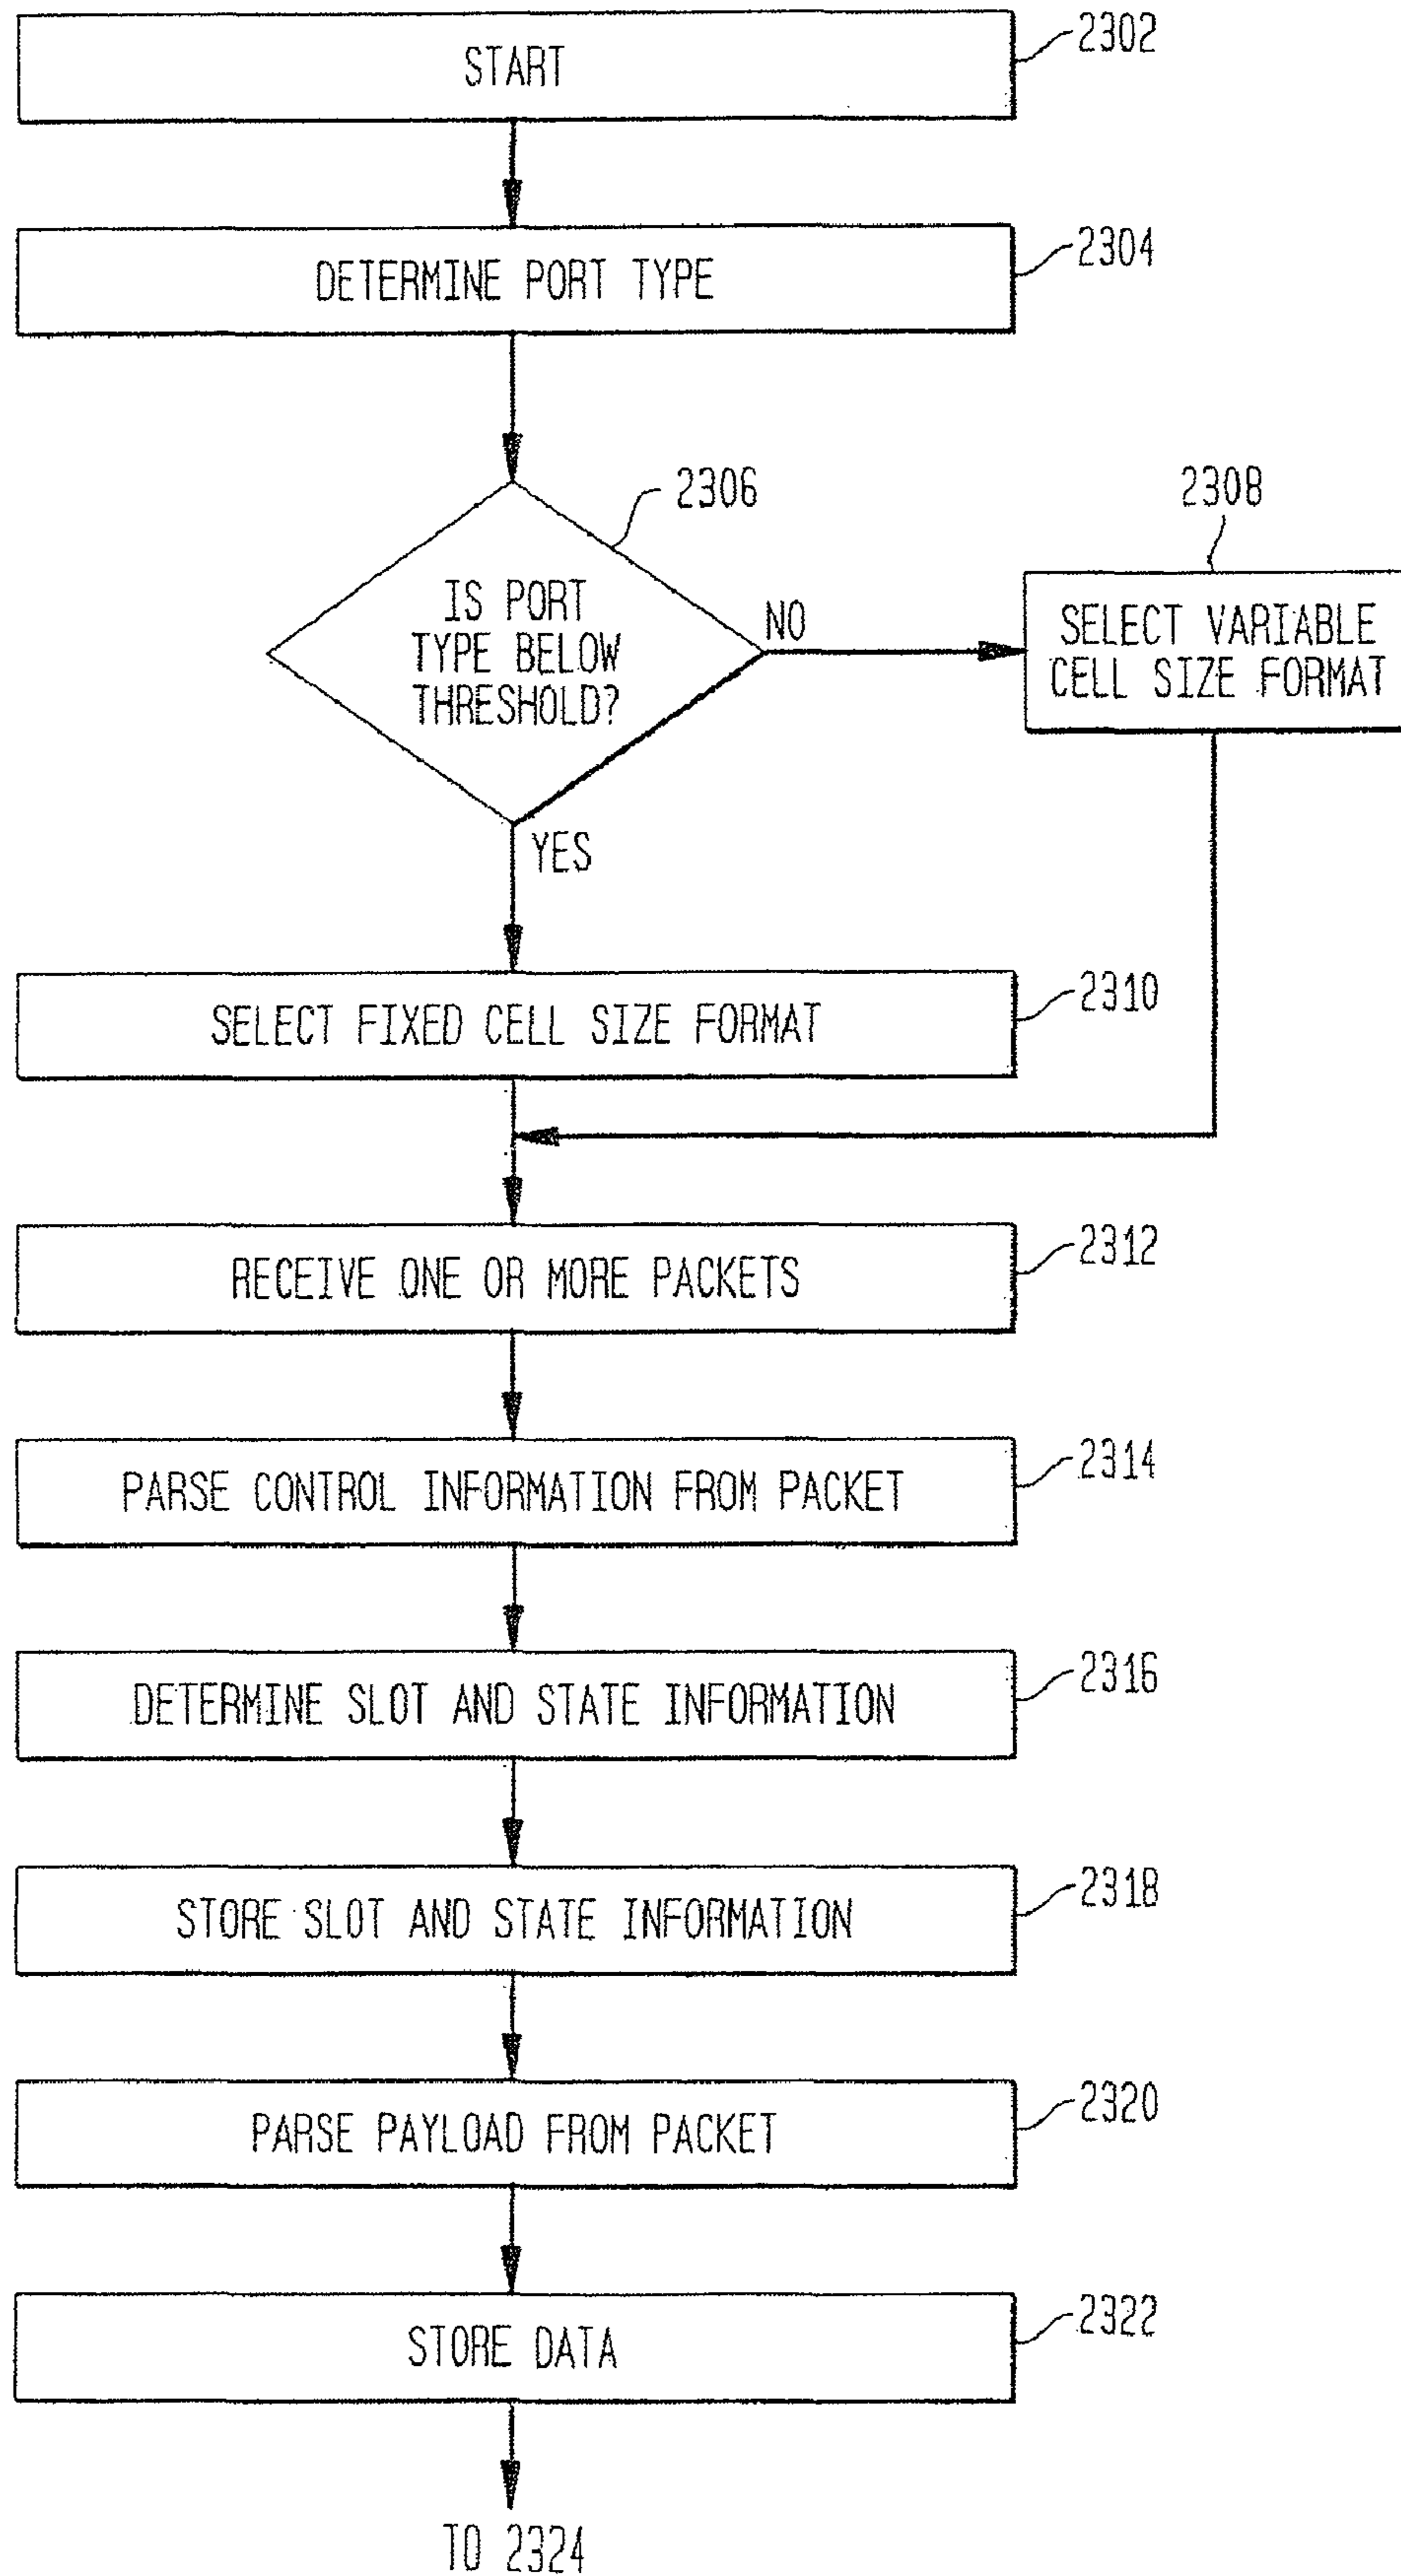 START
2302
DETERMINE PORT TYPE
2304
2306
IS PORT
TYPE BELOW
THRESHOLD?
NO
2308
SELECT VARIABLE
CELL SIZE FORMAT
YES
SELECT FIXED CELL SIZE FORMAT
2310
RECEIVE ONE OR MORE PACKETS
2312
PARSE CONTROL INFORMATION FROM PACKET
2314
DETERMINE SLOT AND STATE INFORMATION
2316
STORE SLOT AND STATE INFORMATION
2318
PARSE PAYLOAD FROM PACKET
2320
STORE DATA
2322
TO 2324